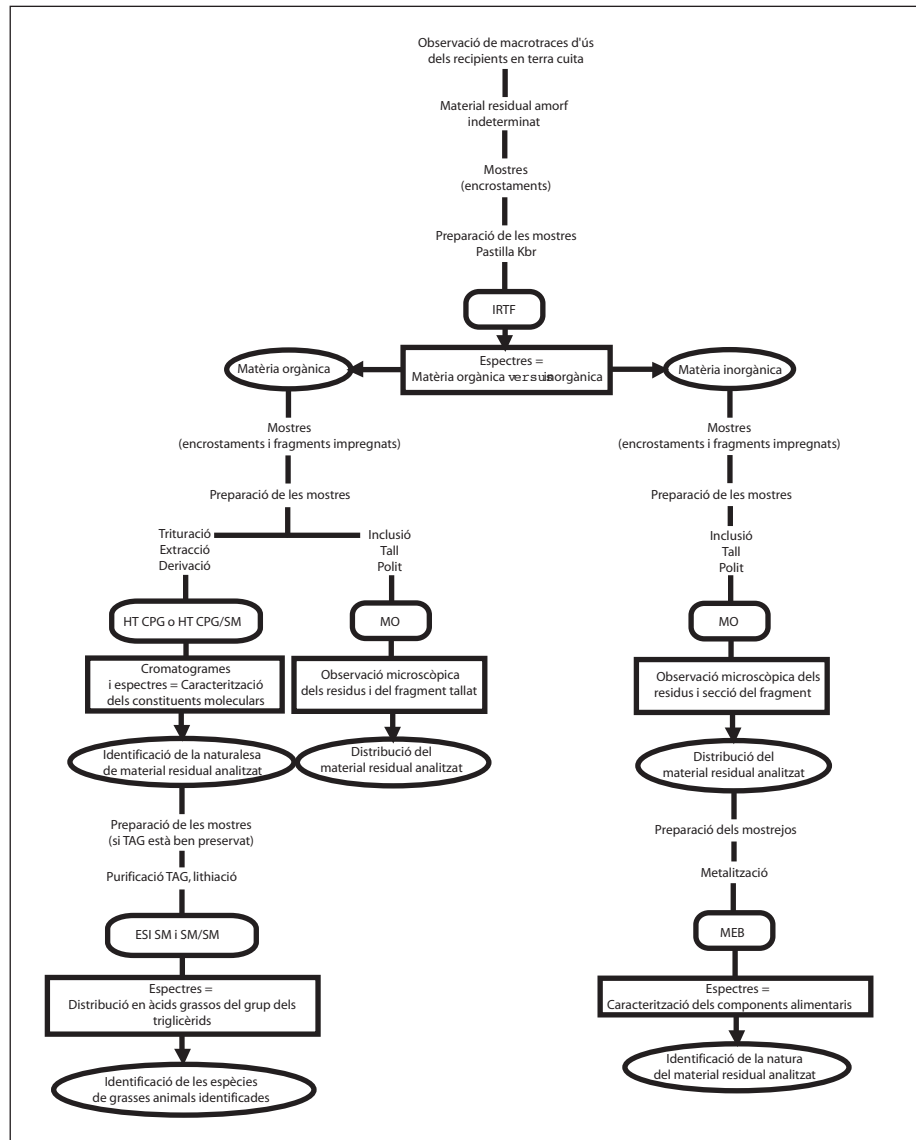 Observació de macrotraces d'ús
dels recipients en terra cuita
Material residual amorf
indeterminat
Mostres
(encrostaments)
Preparació de les mostres
Pastilla Kbr
IRTF
Espectres =
Matèria orgànica versus inorgànica
Matèria orgànica
Matèria inorgànica
Mostres
(encrostaments i fragments impregnats)
Preparació de les mostres
Trituració
Extracció
Derivació
Inclusió
Tall
Polit
HT CPG o HT CPG/SM
MO
Cromatogrames
i espectres = Caracterització
dels constituents moleculars
Observació microscòpica
dels residus i del fragment tallat
Identificació de la naturalesa
de material residual analitzat
Distribució del
material residual analitzat
Preparació de les mostres
(si TAG està ben preservat)
Purificació TAG, lithiació
ESI SM i SM/SM
Espectres =
Distribució en àcids grassos del grup dels
triglicèrids
Identificació de les espècies
de grasses animals identificades
Mostres
(encrostaments i fragments impregnats)
Preparació de les mostres
Inclusió
Tall
Polit
MO
Observació microscòpica dels
residus i secció del fragment
Distribució del
material residual analitzat
Preparació dels mostrejos
Metalització
MEB
Espectres =
Caracterització dels components alimentaris
Identificació de la natura
del material residual analitzat